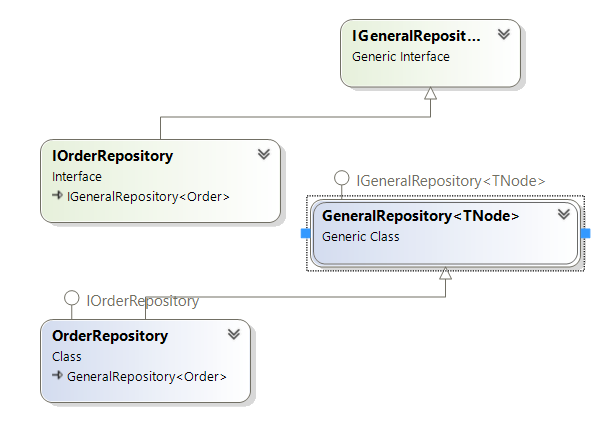 IGeneralReposit...
Generic Interface
IOrderRepository
Interface
IGeneralRepository<Order>
IGeneralRepository<TNode>
GeneralRepository<TNode>
Generic Class
IOrderRepository
OrderRepository
Class
GeneralRepository<Order>